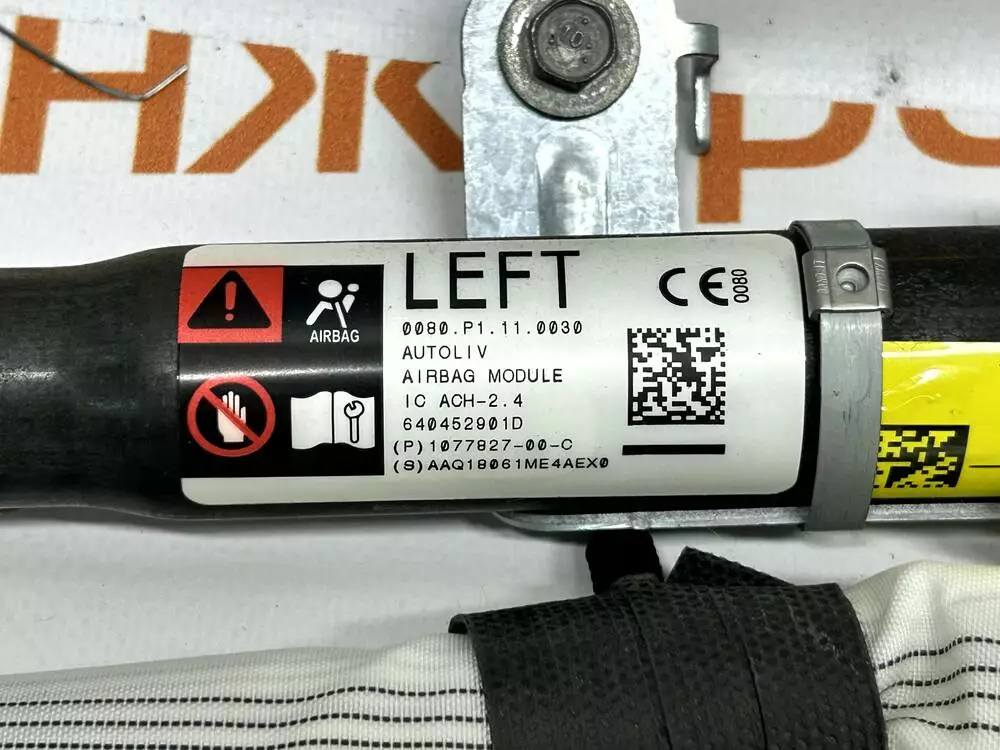 LEFT
CE 0080
AIRBAG
0080.P1.11.0030
AUTOLIV
AIRBAG MODULE
IC ACH-2.4
640452901D
(P)1077827-00-C
(S)AAQ18061ME4AEX0